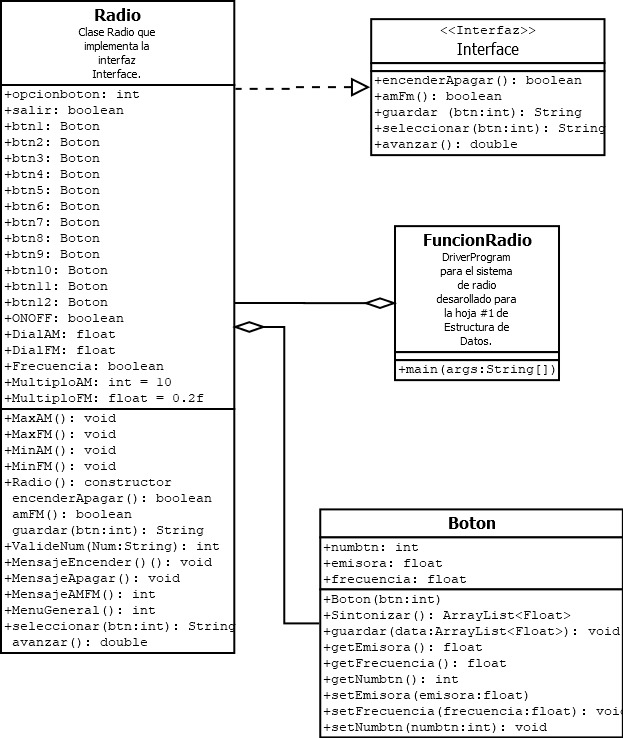 Radio
Clase Radio que
implementa la
interfaz
Interface.
+opcionboton: int
+salir: boolean
+btn1: Boton
+btn2: Boton
+btn3: Boton
+btn4: Boton
+btn5: Boton
+btn6: Boton
+btn7: Boton
+btn8: Boton
+btn9: Boton
+btn10: Boton
+btn11: Boton
+btn12: Boton
+ONOFF: boolean
+DialAM: float
+DialFM: float
+Frecuencia: boolean
+MultiploAM: int = 10
+MultiploFM: float = 0.2f
+MaxAM(): void
+MaxFM(): void
+MinAM(): void
+MinFM(): void
+Radio(): constructor
encenderApagar(): boolean
amFM(): boolean
guardar(btn:int): String
+ValideNum(Num:String): int
+MensajeEncender()(): void
+MensajeApagar(): void
+MensajeAMFM(): int
+MenuGeneral(): int
+seleccionar(btn:int): String
avanzar(): double
<<Interfaz>>
Interface
+encenderApagar(): boolean
+amFm(): boolean
+guardar (btn:int): String
+seleccionar(btn:int): String
+avanzar(): double
FuncionRadio
DriverProgram
para el sistema
de radio
desarollado para
la hoja #1 de
Estructura de
Datos.
+main(args:String[])
Boton
+numbtn: int
+emisora: float
+frecuencia: float
+Boton(btn:int)
+Sintonizar(): ArrayList<Float>
+guardar(data:ArrayList<Float>): void
+getEmisora(): float
+getFrecuencia(): float
+getNumbtn(): int
+setEmisora(emisora:float)
+setFrecuencia(frecuencia:float): void
+setNumbtn(numbtn:int): void